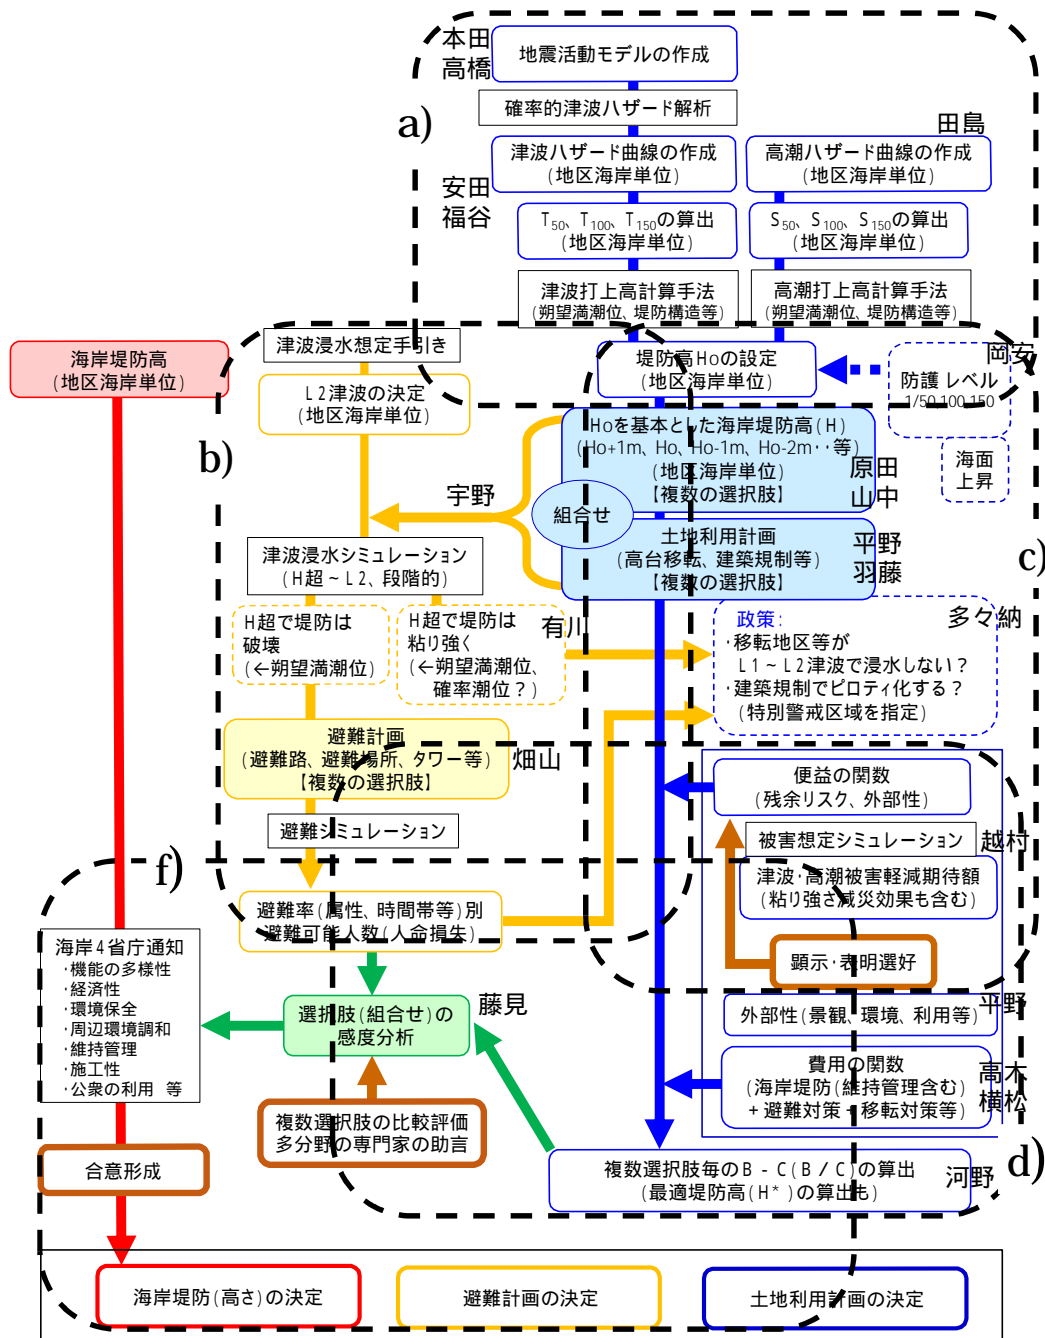 本田
高橋
地震活動モデルの作成
確率的津波ハザード解析
a)
田島
津波ハザード曲線の作成
(地区海岸単位)
高潮ハザード曲線の作成
(地区海岸単位)
安田
福谷
T50、T100、T150の算出
(地区海岸単位)
S50、S100、S150の算出
(地区海岸単位)
津波打上高計算手法
(朔望満潮位、堤防構造等)
高潮打上高計算手法
(朔望満潮位、堤防構造等)
海岸堤防高
(地区海岸単位)
津波浸水想定手引き
堤防高Hoの設定
(地区海岸単位)
岡安
防護レベル
1/50,100,150
L2津波の決定
(地区海岸単位)
b)
Hoを基本とした海岸堤防高(H)
(Ho+1m、Ho、Ho-1m、Ho-2m‥等)
(地区海岸単位)
【複数の選択肢】
原田
山中
海面
上昇
宇野
組合せ
土地利用計画
(高台移転、建築規制等)
【複数の選択肢】
平野
羽藤
c)
津波浸水シミュレーション
(H超~L2、段階的)
H超で堤防は
破壊
(←朔望満潮位)
H超で堤防は
粘り強く
(←朔望満潮位、
確率潮位?)
有川
政策:
・移転地区等が
L1~L2津波で浸水しない?
・建築規制でピロティ化する?
(特別警戒区域を指定)
多々納
避難計画
(避難路、避難場所、タワー等)
【複数の選択肢】
畑山
便益の関数
(残余リスク、外部性)
避難シミュレーション
被害想定シミュレーション
越村
f)
津波・高潮被害軽減期待額
(粘り強さ減災効果も含む)
避難率(属性、時間帯等)別
避難可能人数(人命損失)
海岸4省庁通知
・機能の多様性
・経済性
・環境保全
・周辺環境調和
・維持管理
・施工性
・公衆の利用 等
顕示・表明選好
選択肢(組合せ)の
感度分析
藤見
外部性(景観、環境、利用等)
平野
費用の関数
(海岸堤防(維持管理含む)
+避難対策+移転対策等)
高木
横松
複数選択肢の比較評価
多分野の専門家の助言
合意形成
複数選択肢毎のB-C(B/C)の算出
(最適堤防高(H*)の算出も)
河野
d)
海岸堤防(高さ)の決定
避難計画の決定
土地利用計画の決定